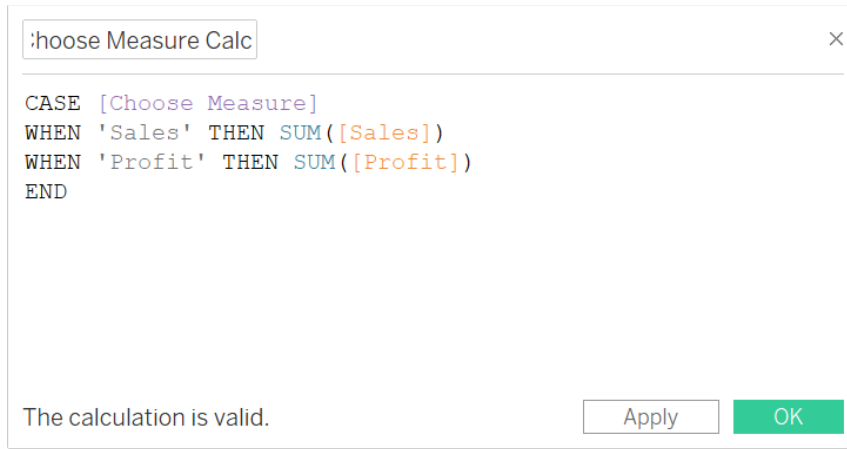 hoose Measure Calc
CASE [Choose Measure]
WHEN 'Sales' THEN SUM([Sales])
WHEN 'Profit' THEN SUM([Profit])
END
The calculation is valid.
Apply
OK